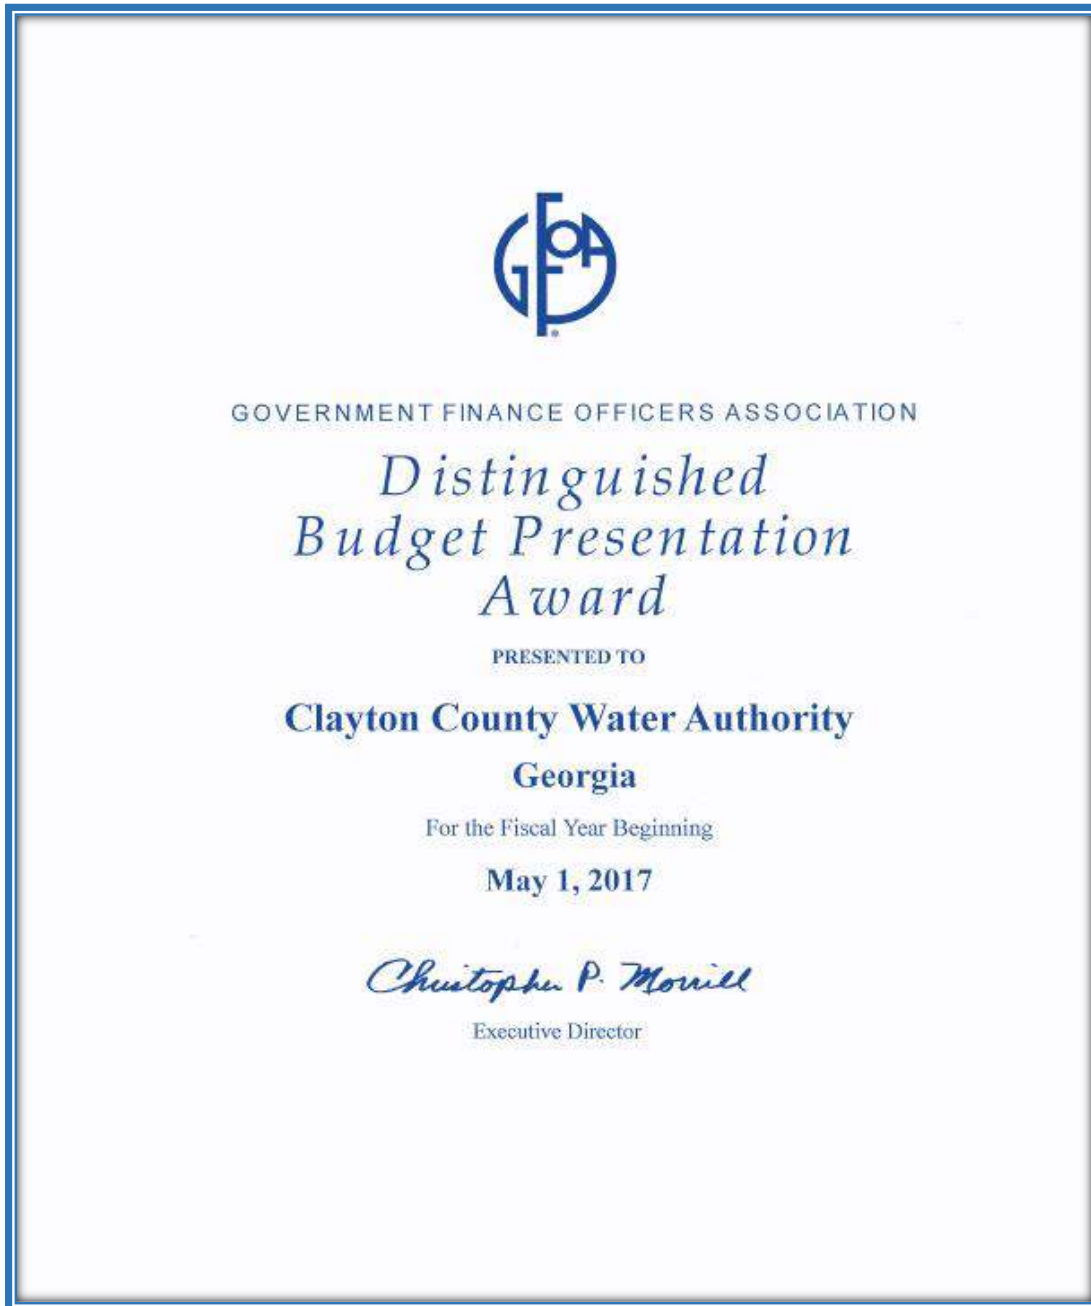 GFOA
GOVERNMENT FINANCE OFFICERS ASSOCIATION
Distinguished
Budget Presentation
Award
PRESENTED TO
Clayton County Water Authority
Georgia
For the Fiscal Year Beginning
May 1, 2017
Christopher P. Morrill
Executive Director